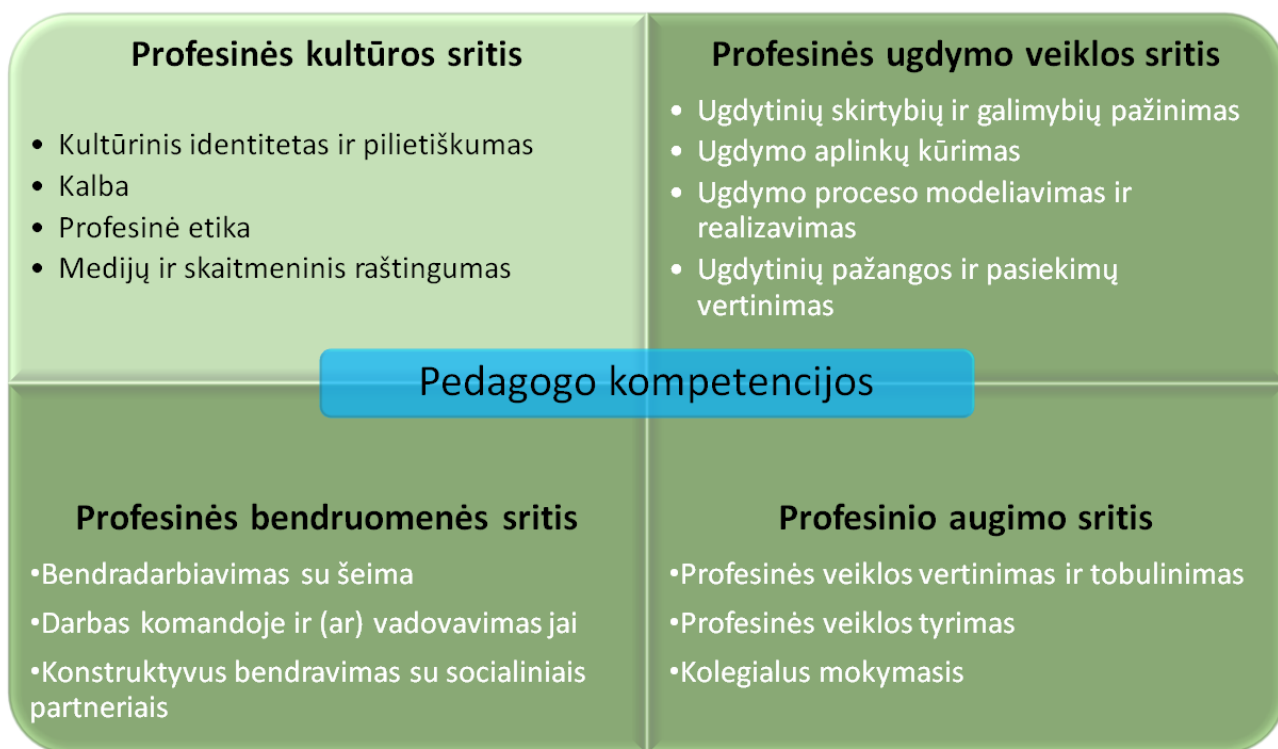 Profesinės kultūros sritis
• Kultūrinis identitetas ir pilietiškumas
• Kalba
• Profesinė etika
• Medijų ir skaitmeninis raštingumas
Profesinės ugdymo veiklos sritis
• Ugdytinių skirtybių ir galimybių pažinimas
• Ugdymo aplinkų kūrimas
• Ugdymo proceso modeliavimas ir
realizavimas
• Ugdytinių pažangos ir pasiekimų
vertinimas
Pedagogo kompetencijos
Profesinės bendruomenės sritis
•Bendradarbiavimas su šeima
•Darbas komandoje ir (ar) vadovavimas jai
•Konstruktyvus bendravimas su socialiniais
partneriais
Profesinio augimo sritis
•Profesinės veiklos vertinimas ir tobulinimas
•Profesinės veiklos tyrimas
•Kolegialus mokymasis